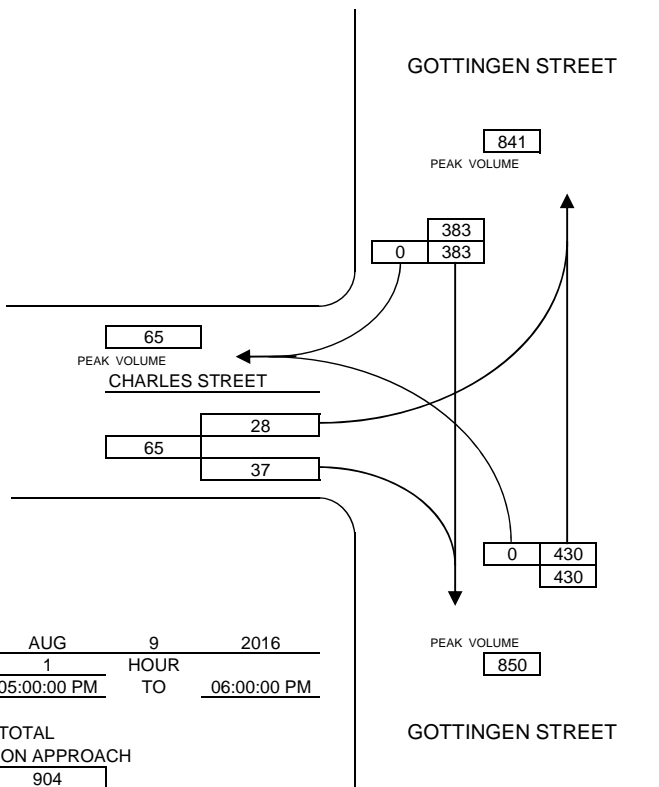 GOTTINGEN STREET
841
PEAK VOLUME
383
0 383
65
PEAK VOLUME
CHARLES STREET
28
65
37
0 430
430
AUG 9 2016
1 HOUR
05:00:00 PM TO 06:00:00 PM
PEAK VOLUME
850
TOTAL
ON APPROACH
904
GOTTINGEN STREET